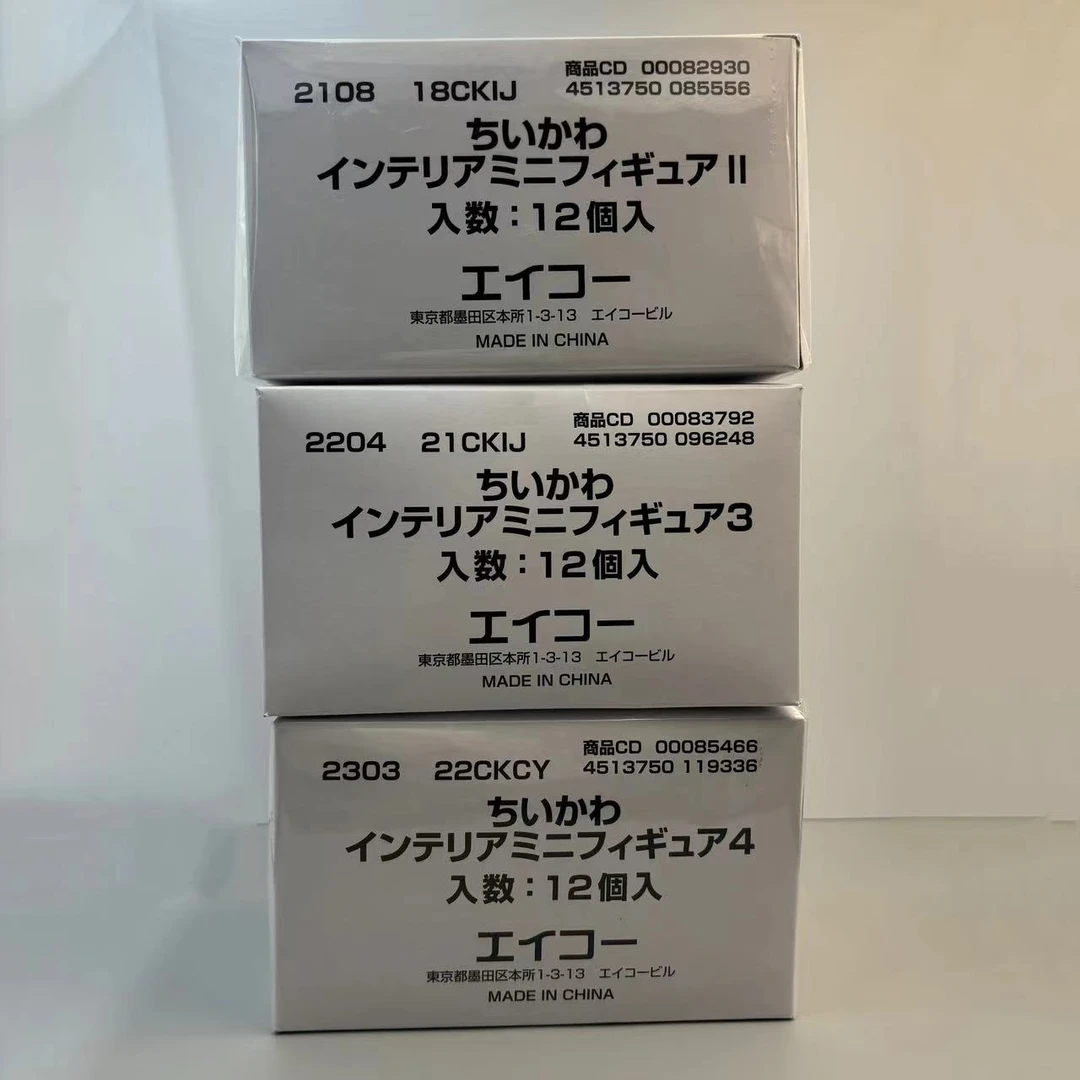 商品CD 00082930
2108 18CKIJ 4513750 085556
ちいかわ
インテリアミニフィギュアⅡ
入数：12個入
エイコー
東京都墨田区本所1-3-13 エイコービル
MADE IN CHINA
商品CD 00083792
2204 21CKIJ 4513750 096248
ちいかわ
インテリアミニフィギュア3
入数：12個入
エイコー
東京都墨田区本所1-3-13 エイコービル
MADE IN CHINA
商品CD 00085466
2303 22CKCY 4513750 119336
ちいかわ
インテリアミニフィギュア4
入数：12個入
エイコー
東京都墨田区本所1-3-13 エイコービル
MADE IN CHINA